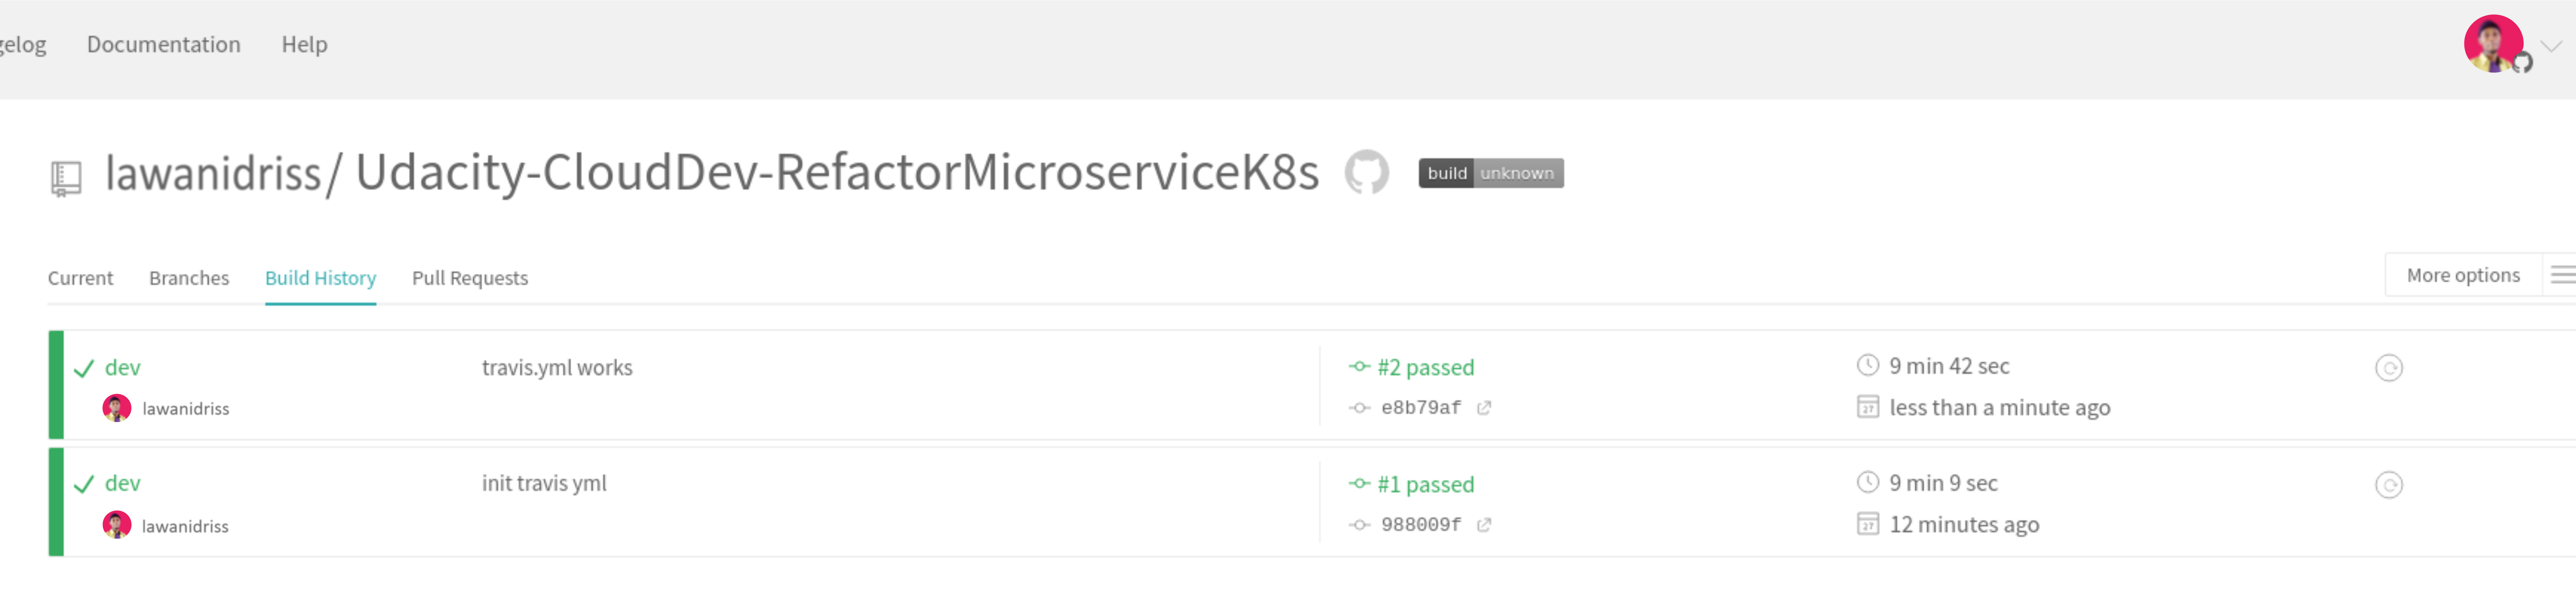 Documentation Help
lawanidriss/ Udacity-CloudDev-RefactorMicroserviceK8s build unknown
Current Branches Build History Pull Requests More options
dev travis.yml works #2 passed 9 min 42 sec
lawanidriss e8b79af 27 less than a minute ago
dev init travis yml #1 passed 9 min 9 sec
lawanidriss 988009f 27 12 minutes ago